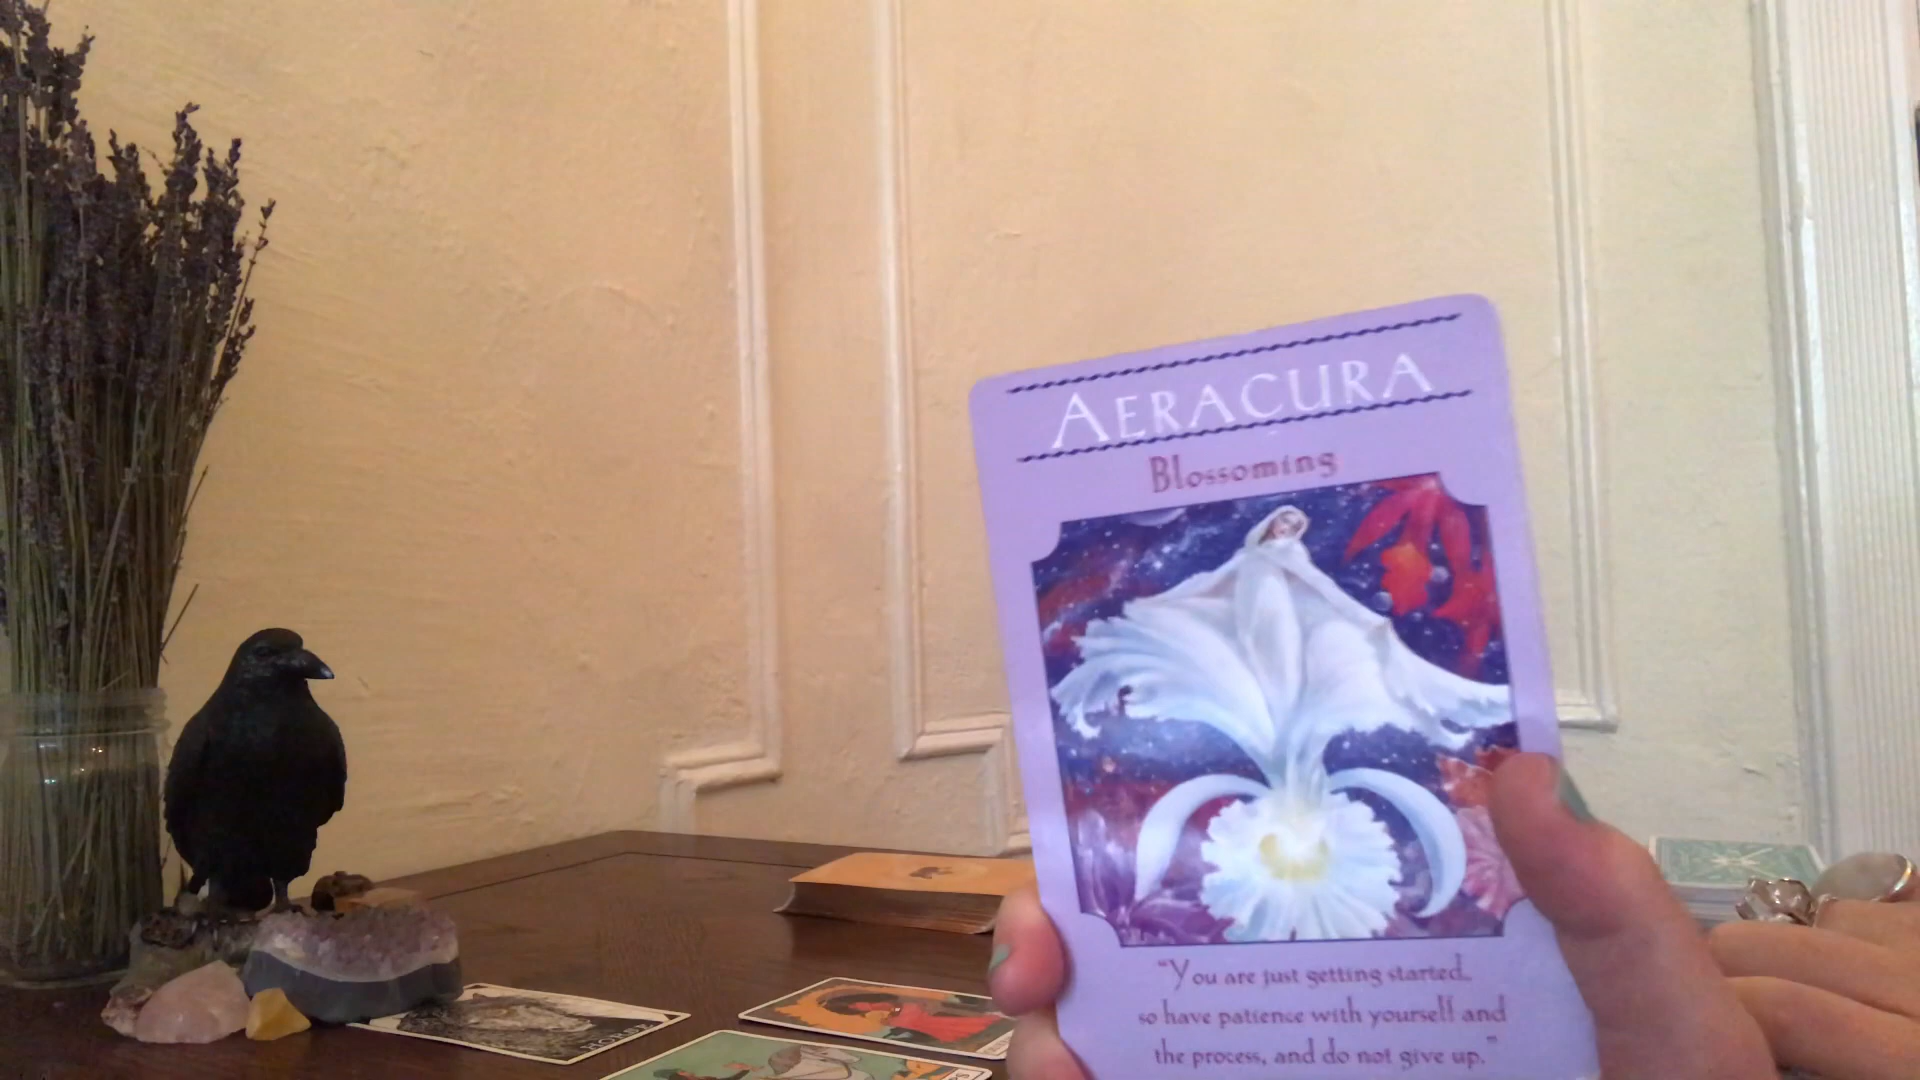 AERACURA
Blossoming
"You are just getting started,
so have patience with yourself and
the process, and do not give up."